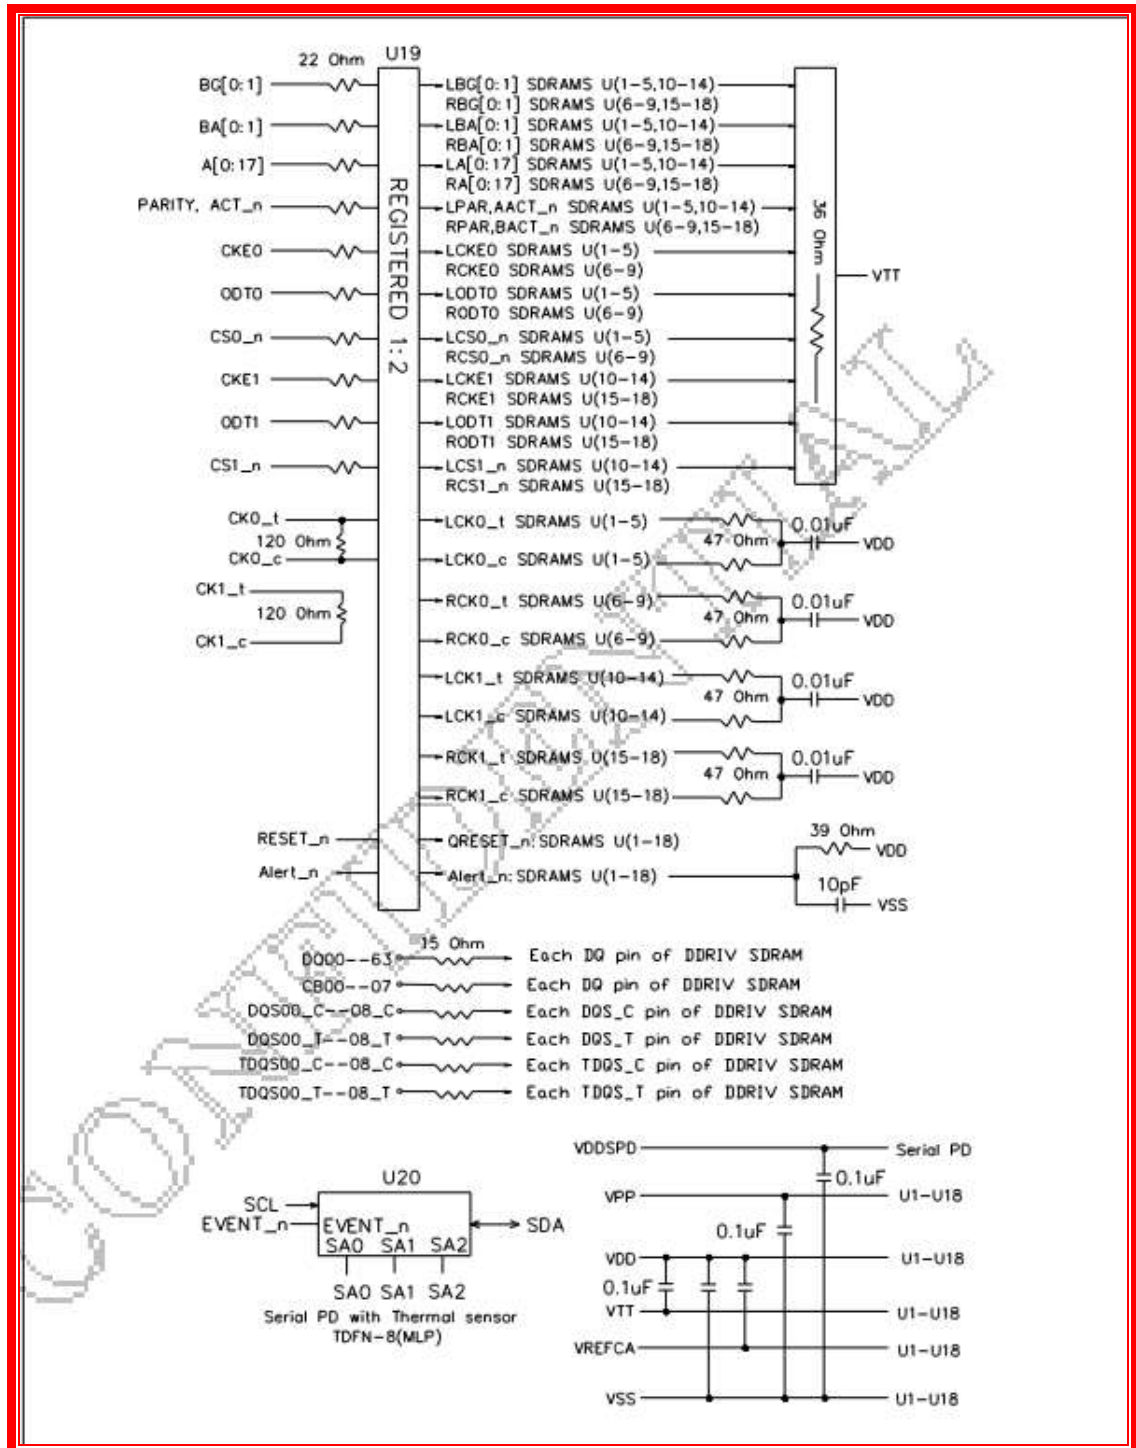 22 Ohm U19
BG[0:1] LBG[0:1] SDRAMS U(1-5,10-14)
RBG[0:1] SDRAMS U(6-9,15-18)
BA[0:1] LBA[0:1] SDRAMS U(1-5,10-14)
RBA[0:1] SDRAMS U(6-9,15-18)
A[0:17] LA[0:17] SDRAMS U(1-5,10-14)
RA[0:17] SDRAMS U(6-9,15-18)
PARITY, ACT_n LPAR,AACT_n SDRAMS U(1-5,10-14)
RPAR,BACT_n SDRAMS U(6-9,15-18)
CKE0 LCKE0 SDRAMS U(1-5)
RCKE0 SDRAMS U(6-9)
ODT0 LODT0 SDRAMS U(1-5)
RODT0 SDRAMS U(6-9)
CS0_n LCS0_n SDRAMS U(1-5)
RCS0_n SDRAMS U(6-9)
CKE1 LCKE1 SDRAMS U(10-14)
RCKE1 SDRAMS U(15-18)
ODT1 LODT1 SDRAMS U(10-14)
RODT1 SDRAMS U(15-18)
CS1_n LCS1_n SDRAMS U(10-14)
RCS1_n SDRAMS U(15-18)
REGISTERED 1:2
36 Ohm
VTT
CK0_t LCK0_t SDRAMS U(1-5) 0.01uF
120 Ohm 47 Ohm VDD
CK0_c LCK0_c SDRAMS U(1-5)
CK1_t RCK0_t SDRAMS U(6-9) 0.01uF
120 Ohm 47 Ohm VDD
CK1_c RCK0_c SDRAMS U(6-9)
LCK1_t SDRAMS U(10-14) 0.01uF
47 Ohm VDD
LCK1_c SDRAMS U(10-14)
RCK1_t SDRAMS U(15-18) 0.01uF
47 Ohm VDD
RCK1_c SDRAMS U(15-18)
39 Ohm
RESET_n QRESET_n:SDRAMS U(1-18) VDD
Alert_n Alert_n:SDRAMS U(1-18)
10pF
VSS
15 Ohm
DQ00--63 Each DQ pin of DDRIV SDRAM
CB00--07 Each DQ pin of DDRIV SDRAM
DQS00_C--08_C Each DQS_C pin of DDRIV SDRAM
DQS00_T--08_T Each DQS_T pin of DDRIV SDRAM
TDQS00_C--08_C Each TDQS_C pin of DDRIV SDRAM
TDQS00_T--08_T Each TDQS_T pin of DDRIV SDRAM
U20
SCL
EVENT_n EVENT_n SDA
SA0 SA1 SA2
SA0 SA1 SA2
Serial PD with Thermal sensor
TDFN-8(MLP)
VDDSPD Serial PD
0.1uF
VPP U1-U18
0.1uF
VDD U1-U18
0.1uF
VTT U1-U18
VREFCA U1-U18
VSS U1-U18
CONFIDENTIAL